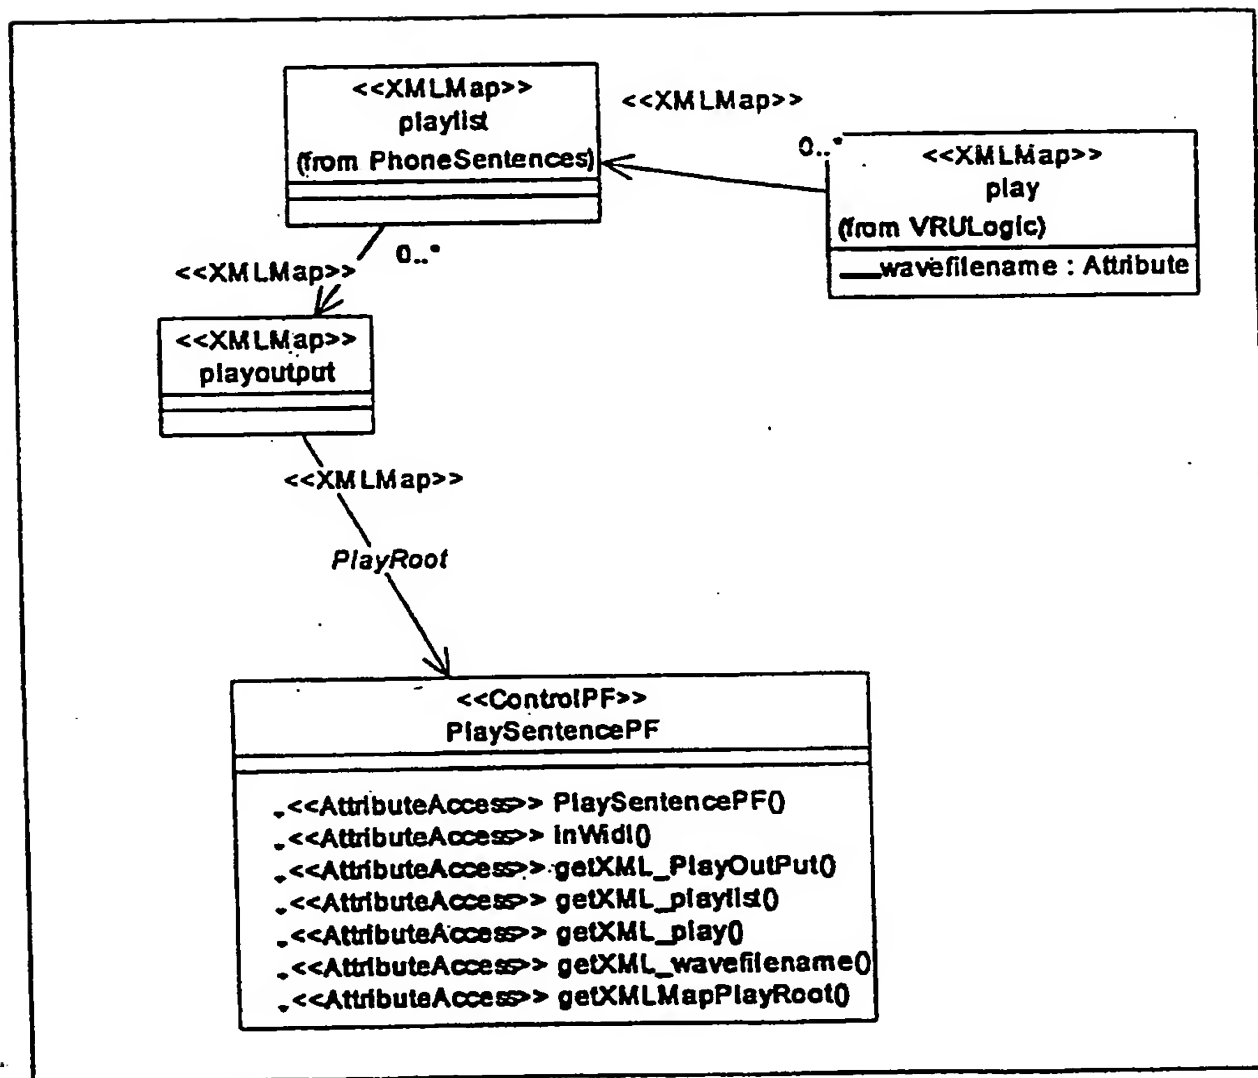 <<XMLMap>>
playlist
(from PhoneSentences)
<<XMLMap>>
0..*
<<XMLMap>>
play
(from VRULogic)
wavefilename : Attribute
0..*
<<XMLMap>>
<<XMLMap>>
playoutput
<<XMLMap>>
PlayRoot
<<ControlPF>>
PlaySentencePF
<<AttributeAccess>> PlaySentencePF()
<<AttributeAccess>> inWidl()
<<AttributeAccess>> getXML_PlayOutPut()
<<AttributeAccess>> getXML_playlist()
<<AttributeAccess>> getXML_play()
<<AttributeAccess>> getXML_wavefilename()
<<AttributeAccess>> getXMLMapPlayRoot()